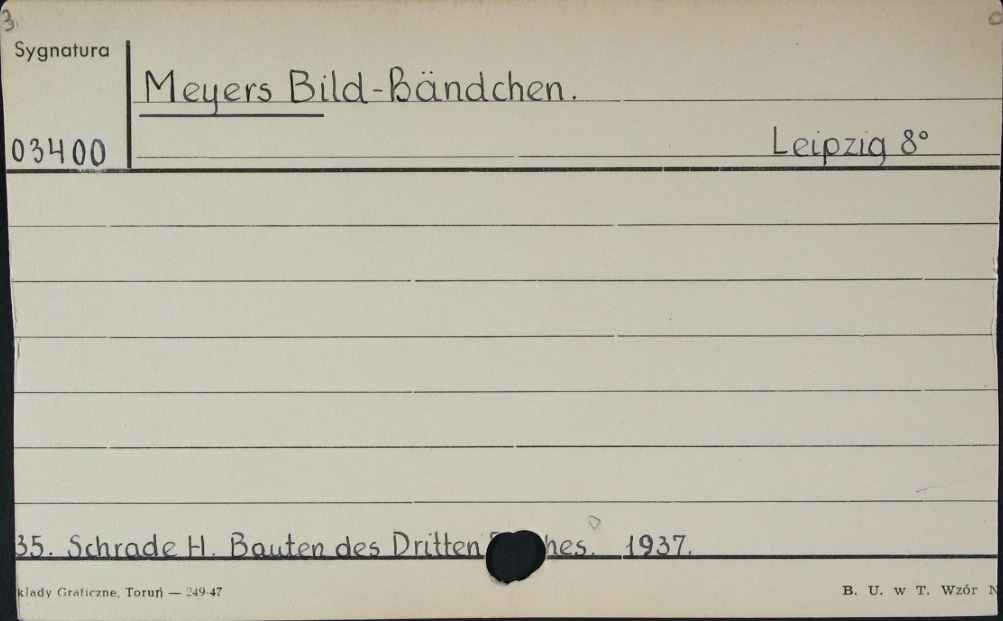 3
Sygnatura
Meyers Bild-Bändchen.
03400
Leipzig 8°
35. Schrade H. Bauten des Dritten hes. 1937.
kłady Graficzne, Toruń — 249-47
B. U. w T. Wzór N